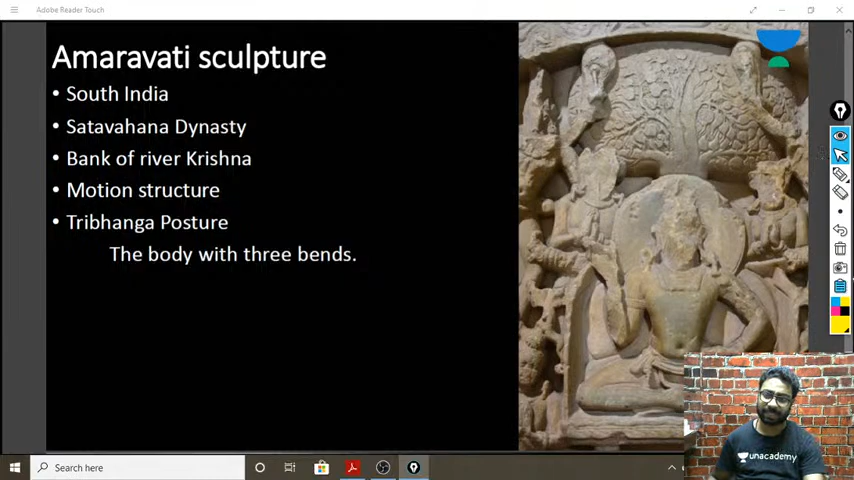 Adobe Reader Touch
Amaravati sculpture
• South India
• Satavahana Dynasty
• Bank of river Krishna
• Motion structure
• Tribhanga Posture
The body with three bends.
unacademy
Search here